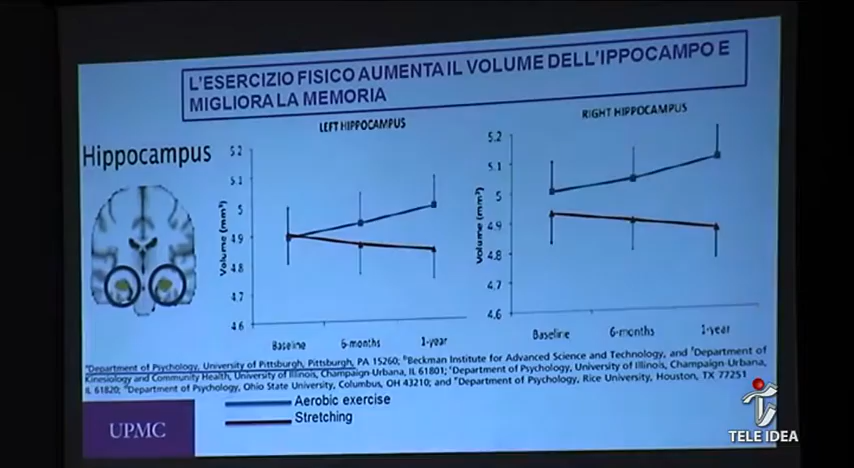 L'ESERCIZIO FISICO AUMENTA IL VOLUME DELL'IPPOCAMPO E
MIGLIORA LA MEMORIA
Hippocampus
LEFT HIPPOCAMPUS
Volume (mm³)
5.2
5.1
5
4.9
4.8
4.7
4.6
Baseline 6-months 1-year
RIGHT HIPPOCAMPUS
Volume (mm³)
5.2
5.1
5
4.9
4.8
4.7
4.6
Baseline 6-months 1-year
ᵃDepartment of Psychology, University of Pittsburgh, Pittsburgh, PA 15260; ᵇBeckman Institute for Advanced Science and Technology, and ᵈDepartment of
Kinesiology and Community Health, University of Illinois, Champaign-Urbana, IL 61801; ᶜDepartment of Psychology, University of Illinois, Champaign-Urbana,
IL 61820; Department of Psychology, Ohio State University, Columbus, OH 43210; and ᵉDepartment of Psychology, Rice University, Houston, TX 77251
UPMC
Aerobic exercise
Stretching
TELE IDEA